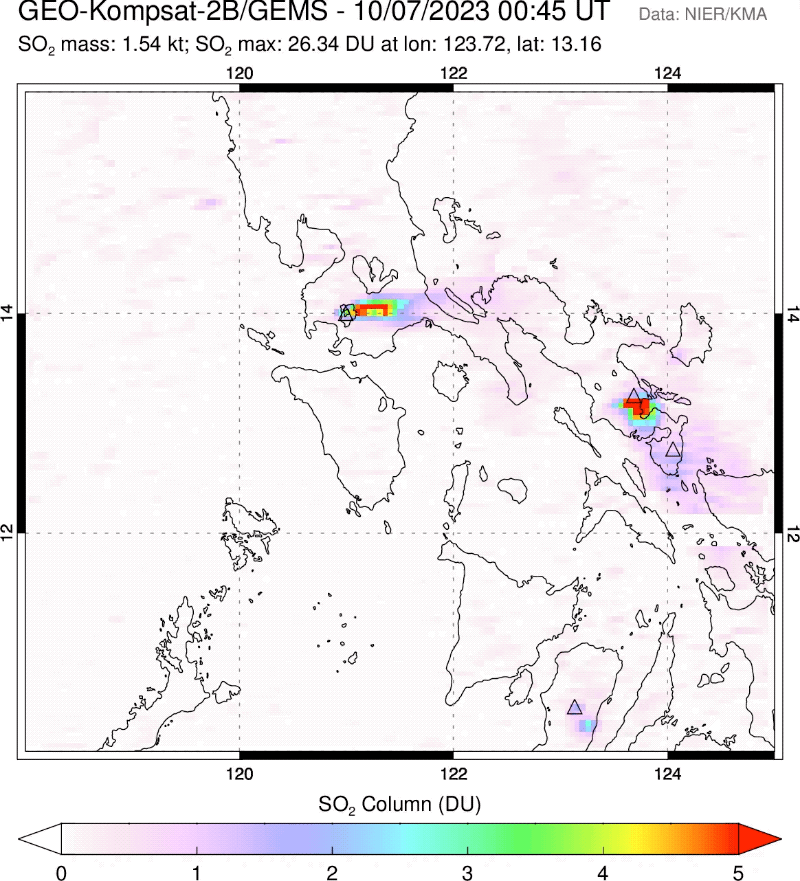 GEO-Kompsat-2B/GEMS - 10/07/2023 00:45 UT
Data: NIER/KMA
SO₂ mass: 1.54 kt; SO₂ max: 26.34 DU at lon: 123.72, lat: 13.16
120 122 124
14 14
12 12
120 122 124
SO₂ Column (DU)
0 1 2 3 4 5